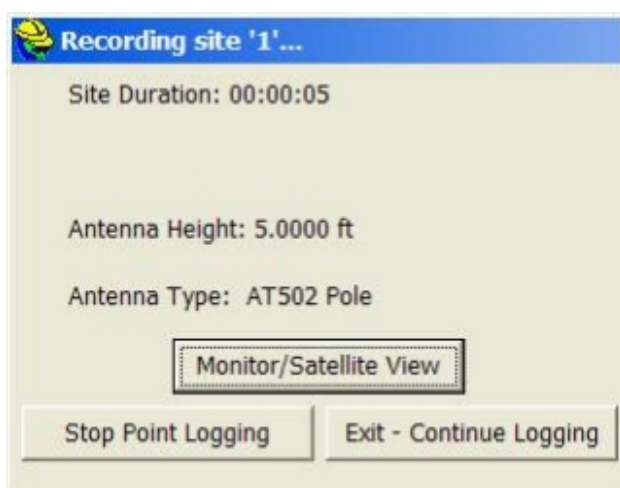 Recording site '1'...
Site Duration: 00:00:05
Antenna Height: 5.0000 ft
Antenna Type: AT502 Pole
Monitor/Satellite View
Stop Point Logging Exit - Continue Logging